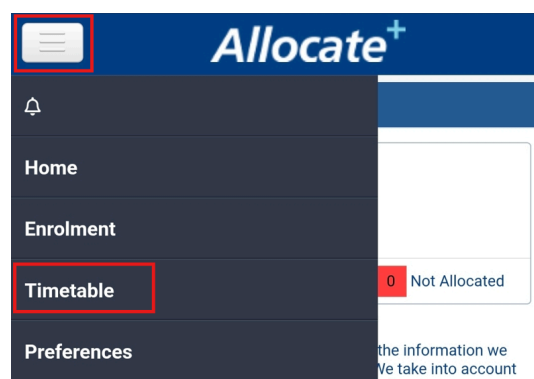 Allocate+
Home
Enrolment
Timetable
0 Not Allocated
Preferences
the information we
We take into account